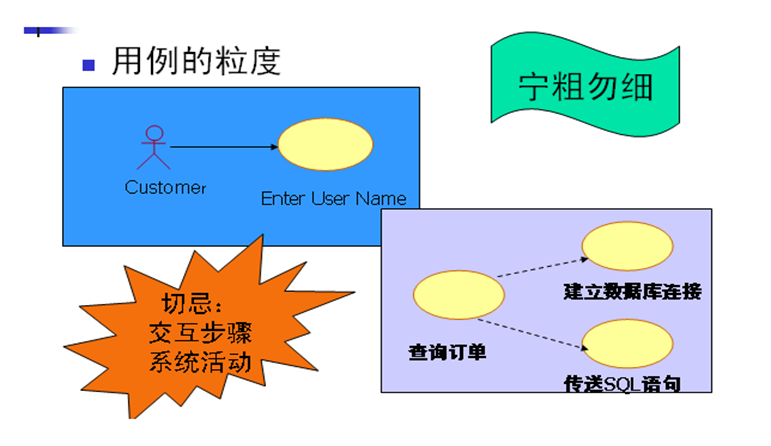 用例的粒度
宁粗勿细
Customer
Enter User Name
切忌：
交互步骤
系统活动
查询订单
建立数据库连接
传送SQL语句